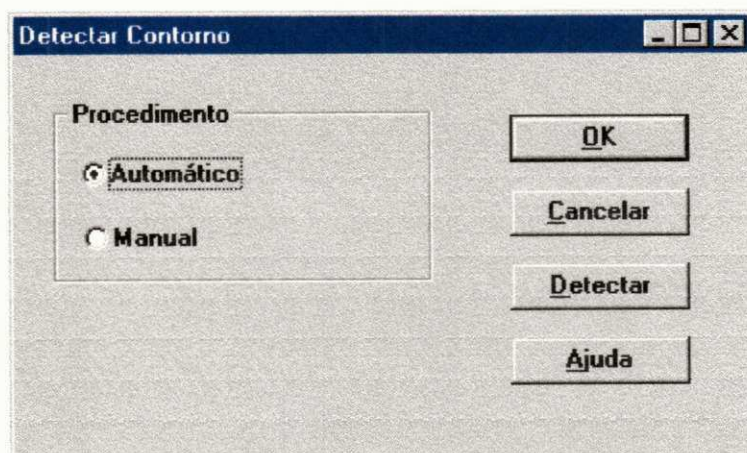 Detectar Contorno
Procedimento
Automático
Manual
OK
Cancelar
Detectar
Ajuda